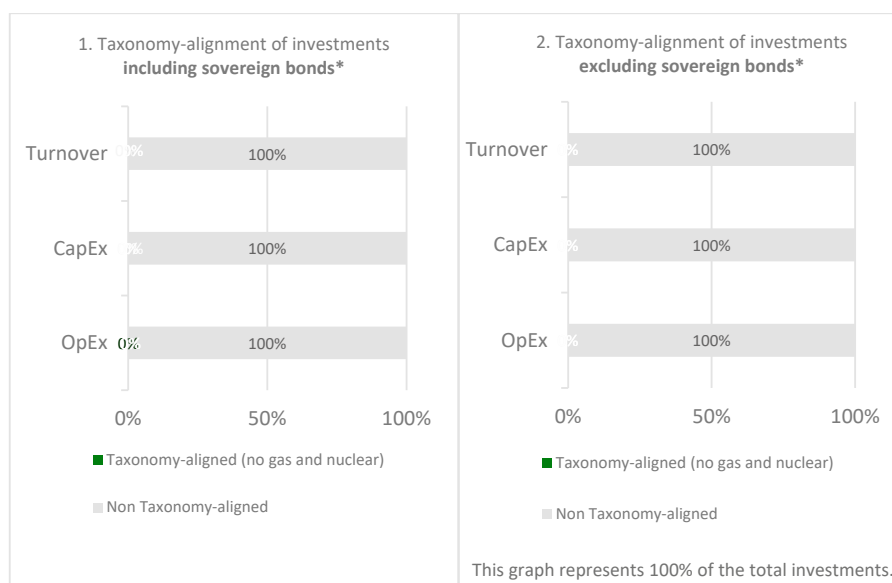 1. Taxonomy-alignment of investments
including sovereign bonds*
Turnover
100%
CapEx
100%
OpEx
0%
100%
0%
50%
100%
Taxonomy-aligned (no gas and nuclear)
Non Taxonomy-aligned
2. Taxonomy-alignment of investments
excluding sovereign bonds*
Turnover
100%
CapEx
100%
OpEx
100%
0%
50%
100%
Taxonomy-aligned (no gas and nuclear)
Non Taxonomy-aligned
This graph represents 100% of the total investments.